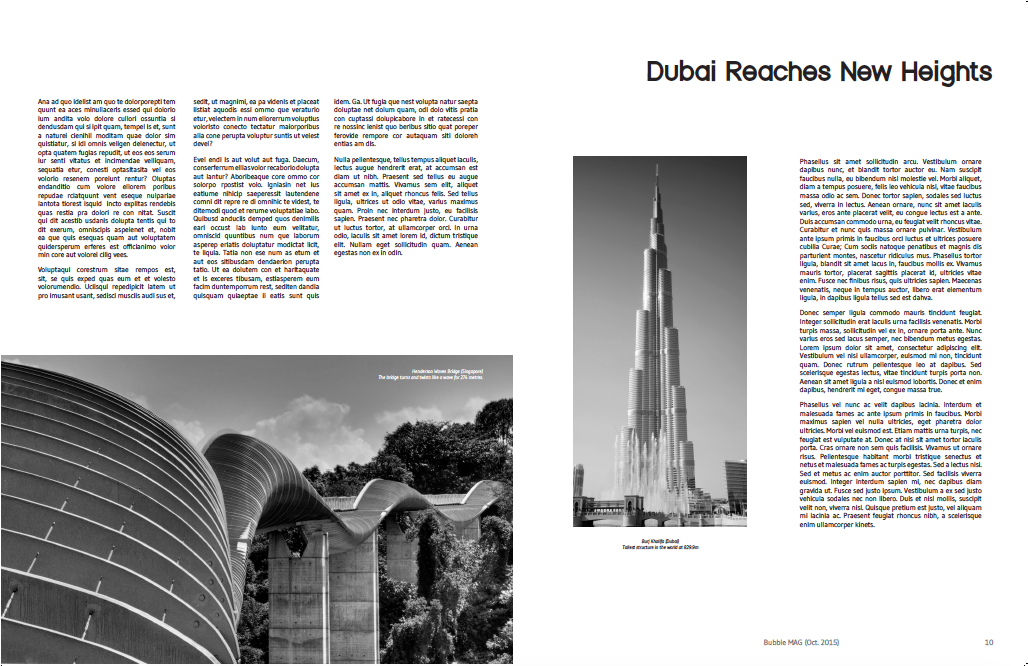 Dubai Reaches New Heights
Ana ad quo idelist am quo te dolorporepti tem
quunt ea aces minullaceris essed qui dolorio
ium andita volo dolore cullori ossuntia si
dendusdam qui si ipit quam, tempel is et, sunt
a naturei clenihil moditam quae dolor sim
quistiatur, si idi omnis veligen delenectur, ut
opta quatem fugias repudit, ut eos eos serum
iur senti vitatus et incimendae velliquam,
sequatia etur, conesti optasitasita vel eos
volorio resenem porelunt rentur? Oluptas
enditio cum volore eliorem poribus
repudae rclatquunt vent eseque nulpariae
lantota tiorest isquid incto explitas rendebis
quas restia pra dolori re con nitat. Suscit
qui dit acestib usdanis dolupta tentis qui to
dit exerum, omniscipis aspeienet et, nobit
ea que quis esequas quam aut voluptatem
quidersperum erferes est officianimo volor
min core aut volorei cilig vees.
Voluptaqui corestrum sitae rempos est,
sit, se quis exped quas eum et et volesto
volorumendio. Uciisqui repedipicit latem ut
pro imusant usant, sedisci musciis audi sus et,
sedit, ut magnimi, ea pa videnis et placeat
listiat aquodis essi ommo que veraturio
etur, velectem in num eliorerrum voluptius
voloristo conecto tectatur maiorporibus
alia cone perupta voluptur suntis ut velest
devel?
Evel endi is aut volut aut fuga. Daecum,
conserferrum elliasvolor recaborio dolupta
aut lantur? Aboribeaque core ommo cor
solorpo rpostist volo. Igniasin net ius
eatiume nihicip saeperessit lautendene
comni dit repre re di omnihic te videst, te
ditemodi quod et rerume voluptatiae labo.
Quibusd anducils demped quos denimilis
eari occust lab iunto eum velitatur,
omniscid quuntibus num que laborum
asperep eriatis doluptatur modictat licit,
te liquia. Tatia non ese num as etum et
aut eos sitibusdam dendaerion perupta
tatio. Ut ea dolutem con et haritaquate
et is exceres tibusam, estiasperem eum
facim duntemporrum rest, sediten dandia
quisquam quiaeptae il eatis sunt quis
idem. Ga. Ut fugia que nest volupta natur saepta
doluptae net dolum quam, odi dolo vitis pratia
con cuptassi dolupicabore in et ratecessi con
re nossinc ienist quo beribus sitio quat poreper
ferovide rempore cor autaquam siti doloreh
entias am dis.
Nulla pellentesque, tellus tempus aliquet iaculis,
lectus augue hendrerit erat, at accumsan est
diam ut nibh. Praesent sed tellus eu augue
accumsan mattis. Vivamus sem elit, aliquet
sit amet ex in, aliquet rhoncus felis. Sed tellus
ligula, ultrices ut odio vitae, varius maximus
quam. Proin nec interdum justo, eu facilisis
sapien. Praesent nec pharetra dolor. Curabitur
ut luctus tortor, at ullamcorper orci. In urna
odio, iaculis sit amet lorem id, dictum tristique
elit. Nullam eget sollicitudin quam. Aenean
egestas non ex in odin.
Henderson Waves Bridge (Singapore)
The bridge turns and twists like a wave for 274 metres.
Phasellus sit amet sollicitudin arcu. Vestibulum ornare
dapibus nunc, et blandit tortor auctor eu. Nam suscipit
faucibus nulla, eu bibendum nisl molestie vel. Morbi aliquet,
diam a tempus posuere, felis leo vehicula nisi, vitae faucibus
massa odio ac sem. Donec tortor sapien, sodales sed luctus
sed, viverra in lectus. Aenean ornare, nunc sit amet iaculis
varius, eros ante placerat velit, eu congue lectus est a ante.
Duis accumsan commodo urna, eu feugiat velit rhoncus vitae.
Curabitur et nunc quis massa ornare pulvinar. Vestibulum
ante ipsum primis in faucibus orci luctus et ultrices posuere
cubilia Curae; Cum sociis natoque penatibus et magnis dis
parturient montes, nascetur ridiculus mus. Phasellus tortor
ligula, blandit sit amet lacus in, faucibus mollis ex. Vivamus
mauris tortor, placerat sagittis placerat id, ultricies vitae
enim. Fusce nec finibus risus, quis ultricies sapien. Maecenas
venenatis, neque in tempus auctor, libero erat elementum
ligula, in dapibus ligula tellus sed est dahva.
Donec semper ligula commodo mauris tincidunt feugiat.
Integer sollicitudin erat iaculis urna facilisis venenatis. Morbi
turpis massa, sollicitudin vel ex in, ornare porta ante. Nunc
varius eros sed lacus semper, nec bibendum metus egestas.
Lorem ipsum dolor sit amet, consectetur adipiscing elit.
Vestibulum vel nisi ullamcorper, euismod mi non, tincidunt
quam. Donec rutrum pellentesque leo at dapibus. Sed
scelerisque egestas lectus, vitae tincidunt turpis porta non.
Aenean sit amet ligula a nisl euismod lobortis. Donec et enim
dapibus, hendrerit mi eget, congue massa true.
Phasellus vel nunc ac velit dapibus lacinia. Interdum et
malesuada fames ac ante ipsum primis in faucibus. Morbi
maximus sapien vel nulla ultricies, eget pharetra dolor
ultricies. Morbi vel euismod est. Etiam mattis urna turpis, nec
feugiat est vulputate at. Donec at nisi sit amet tortor iaculis
porta. Cras ornare non sem quis facilisis. Vivamus ut ornare
risus. Pellentesque habitant morbi tristique senectus et
netus et malesuada fames ac turpis egestas. Sed a lectus nisi.
Sed et metus ac enim auctor porttitor. Sed facilisis viverra
euismod. Integer interdum sapien mi, nec dapibus diam
gravida ut. Fusce sed justo ipsum. Vestibulum a ex sed justo
vehicula sodales nec non libero. Duis et nisi mollis, suscipit
velit non, viverra nisl. Quisque pretium est justo, vel aliquam
mi lacinia ac. Praesent feugiat rhoncus nibh, a scelerisque
enim ullamcorper kinets.
Burj Khalifa (Dubai)
Tallest structure in the world at 829.9m
Bubble MAG (Oct. 2015)
10